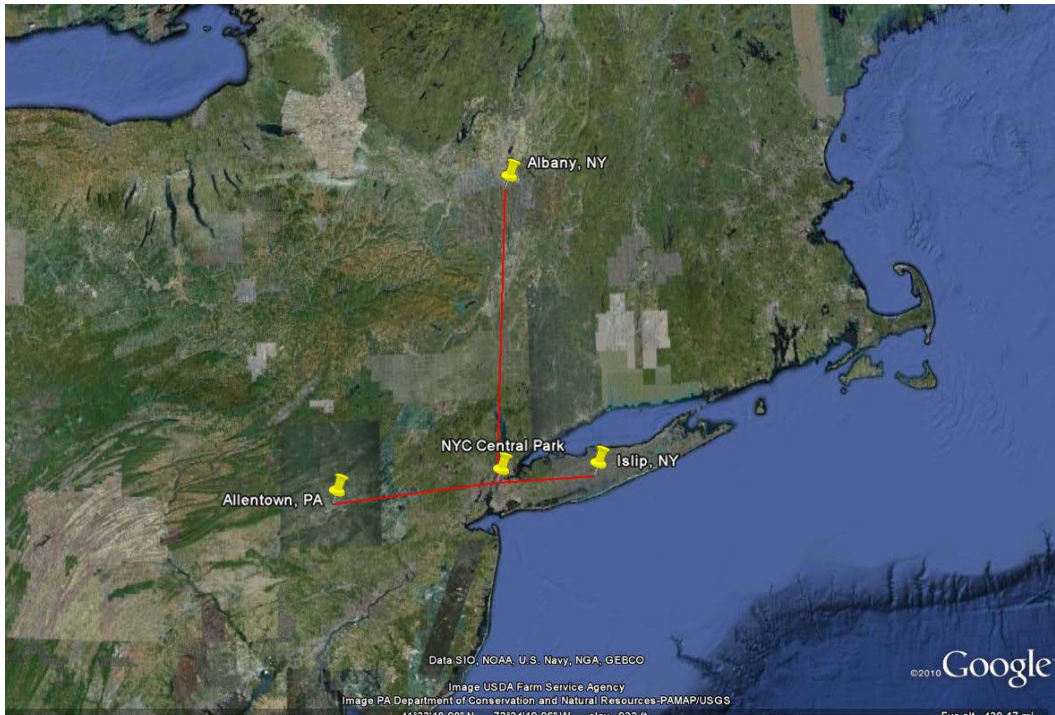 Albany, NY
NYC Central Park
Islip, NY
Allentown, PA
Data SIO, NOAA, U.S. Navy, NGA, GEBCO
©2010 Google
Image USDA Farm Service Agency
Image PA Department of Conservation and Natural Resources-PAMAP/USGS